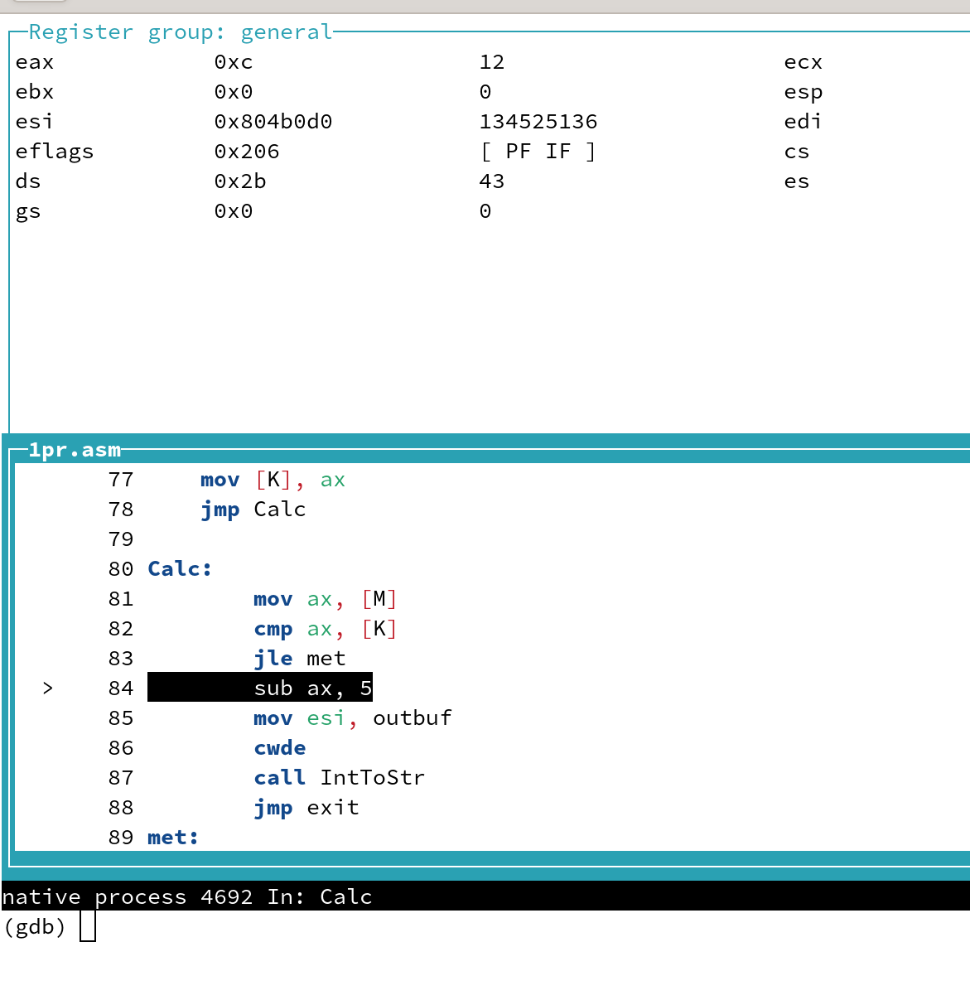 Register group: general
eax 0xc 12 ecx
ebx 0x0 0 esp
esi 0x804b0d0 134525136 edi
eflags 0x206 [ PF IF ] cs
ds 0x2b 43 es
gs 0x0 0
1pr.asm
77 mov [K], ax
78 jmp Calc
79
80 Calc:
81 mov ax, [M]
82 cmp ax, [K]
83 jle met
> 84 sub ax, 5
85 mov esi, outbuf
86 cwde
87 call IntToStr
88 jmp exit
89 met:
native process 4692 In: Calc
(gdb)